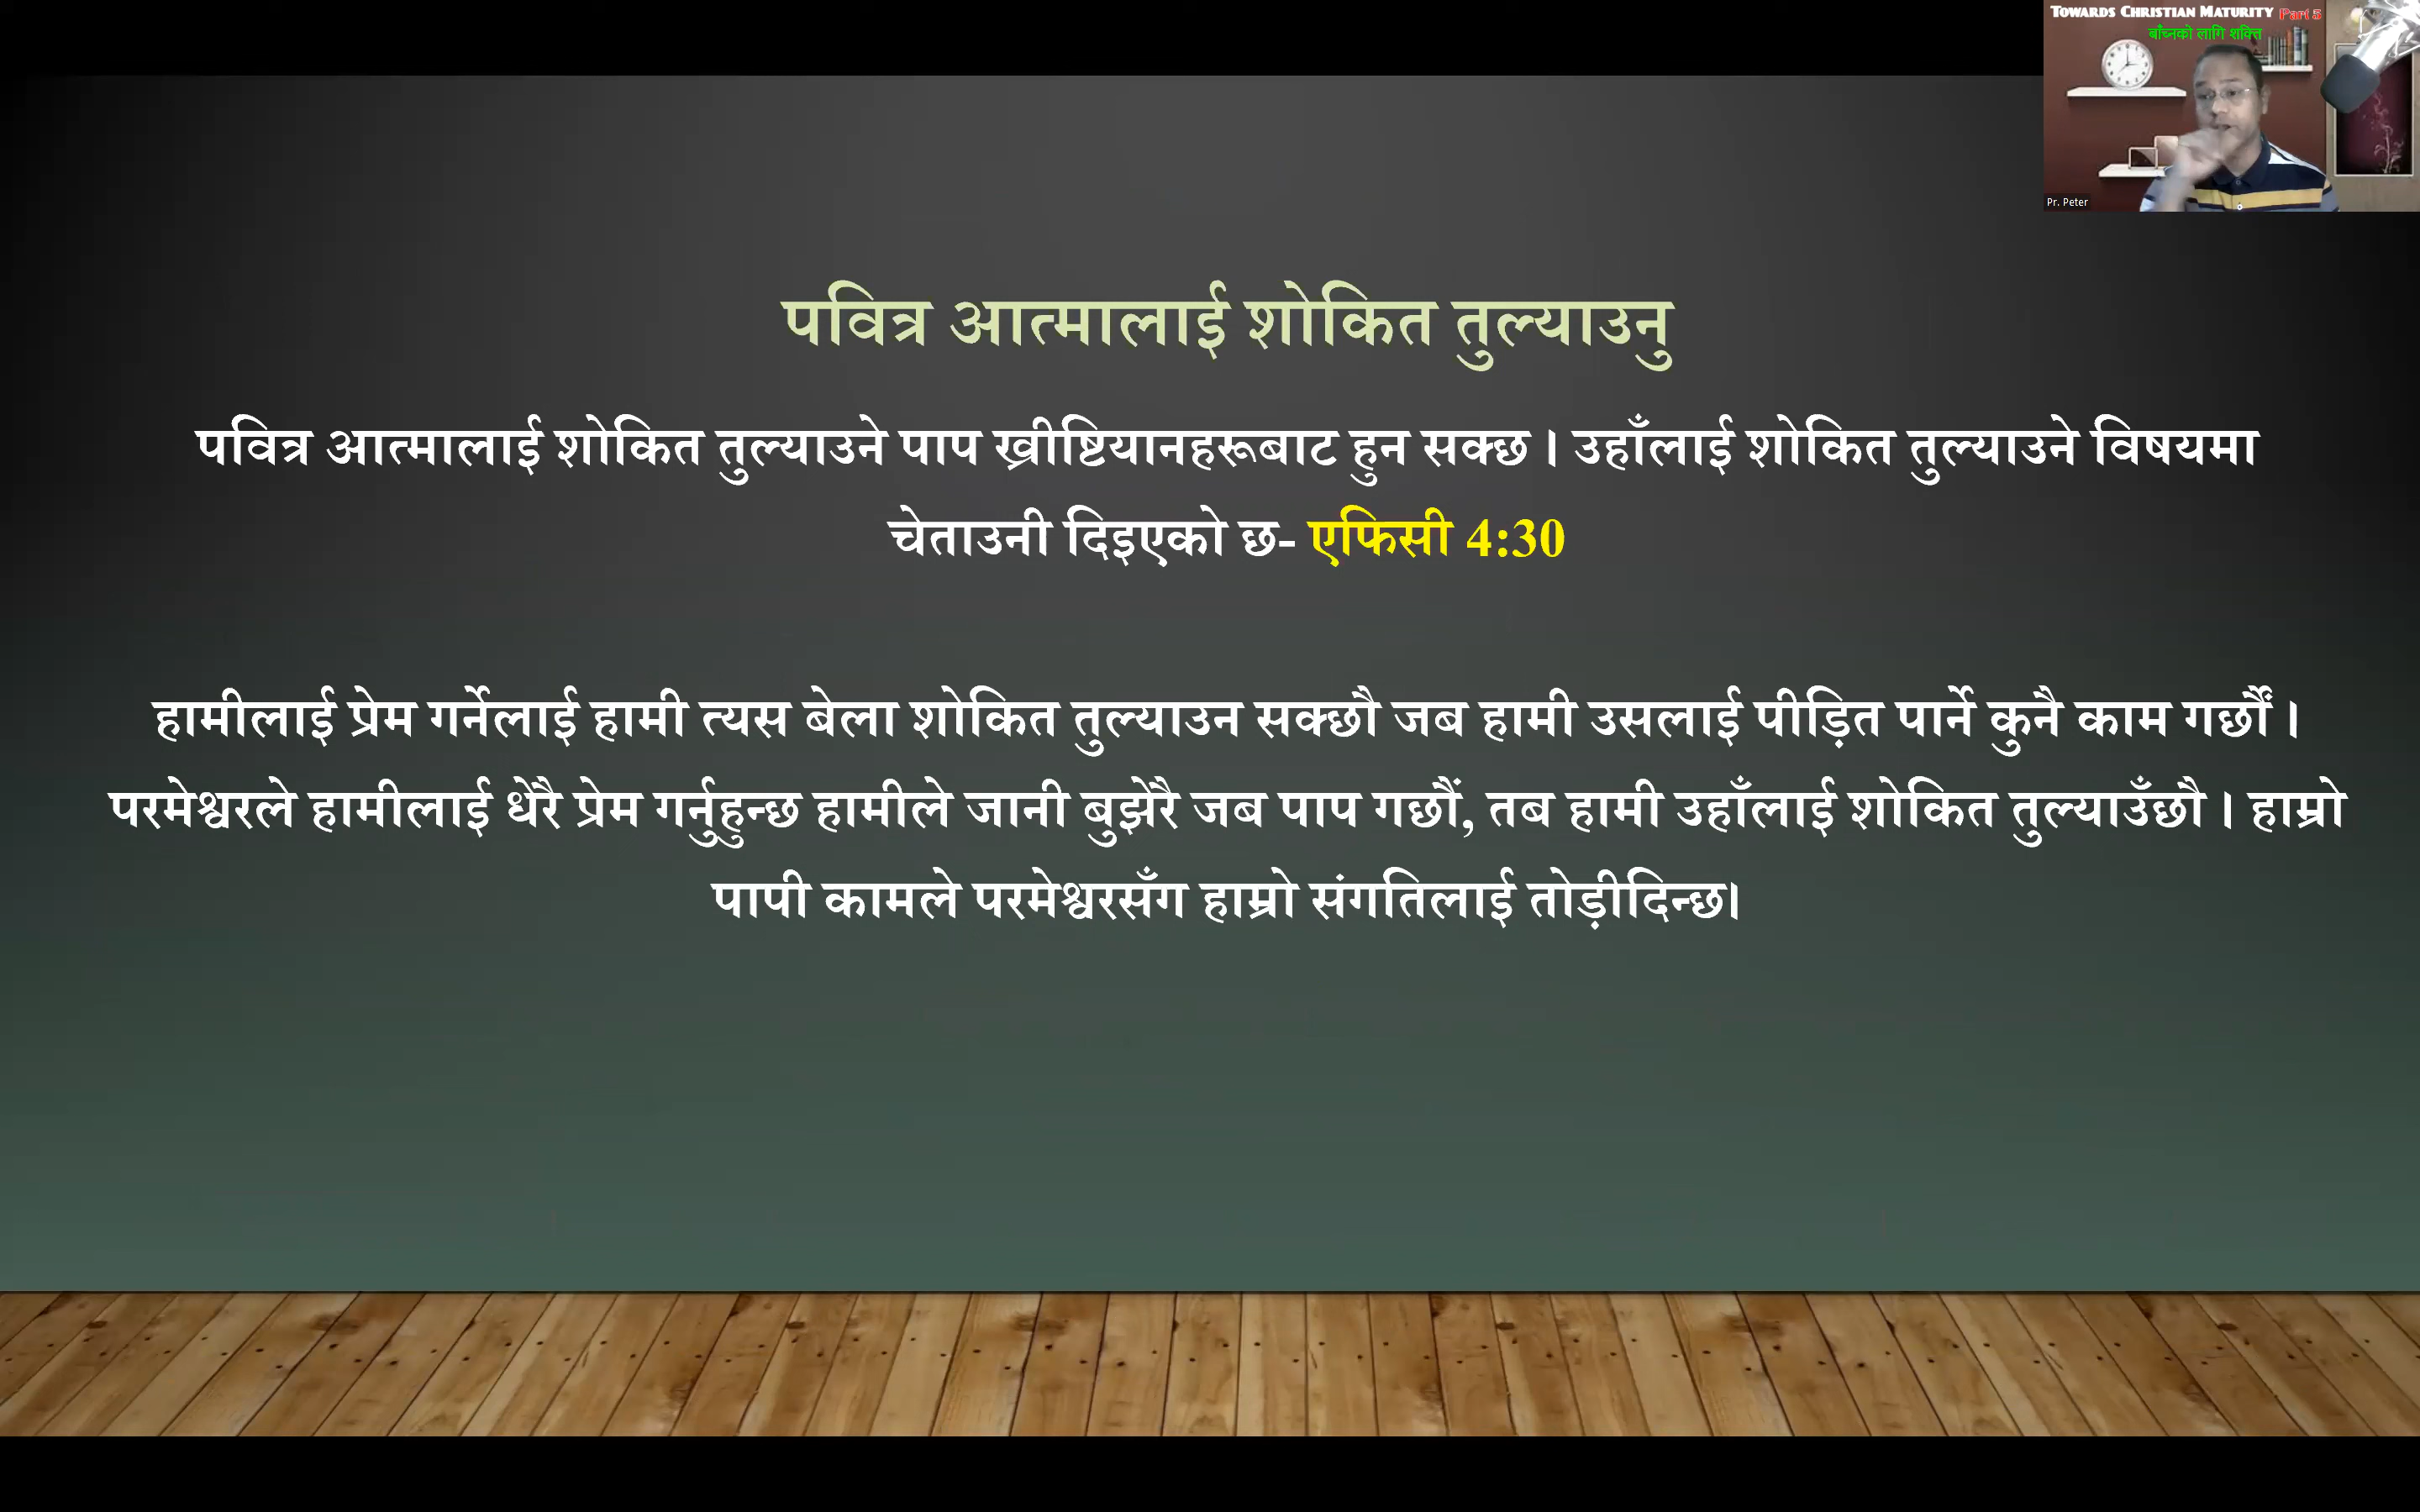 TOWARDS CHRISTIAN MATURITY Part 5
बाँच्नको लागि शक्ति
Pr. Peter
पवित्र आत्मालाई शोकित तुल्याउनु
पवित्र आत्मालाई शोकित तुल्याउने पाप ख्रीष्टियानहरूबाट हुन सक्छ । उहाँलाई शोकित तुल्याउने विषयमा
चेताउनी दिइएको छ- एफिसी 4:30
हामीलाई प्रेम गर्नेलाई हामी त्यस बेला शोकित तुल्याउन सक्छौ जब हामी उसलाई पीड़ित पार्ने कुनै काम गर्छौं ।
परमेश्वरले हामीलाई धेरै प्रेम गर्नुहुन्छ हामीले जानी बुझेरै जब पाप गछौं, तब हामी उहाँलाई शोकित तुल्याउँछौ । हाम्रो
पापी कामले परमेश्वरसँग हाम्रो संगतिलाई तोड़ीदिन्छ।